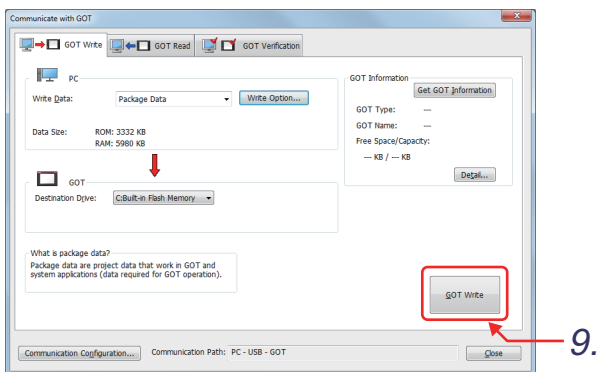 Communicate with GOT
GOT Write
GOT Read
GOT Verification
PC
Write Data:
Package Data
Write Option...
Data Size:
ROM: 3332 KB
RAM: 5980 KB
GOT
Destination Drive:
C:Built-in Flash Memory
What is package data?
Package data are project data that work in GOT and
system applications (data required for GOT operation).
GOT Information
Get GOT Information
GOT Type:
---
GOT Name:
---
Free Space/Capacity:
--- KB / --- KB
Detail...
GOT Write
9.
Communication Configuration...
Communication Path:
PC - USB - GOT
Close